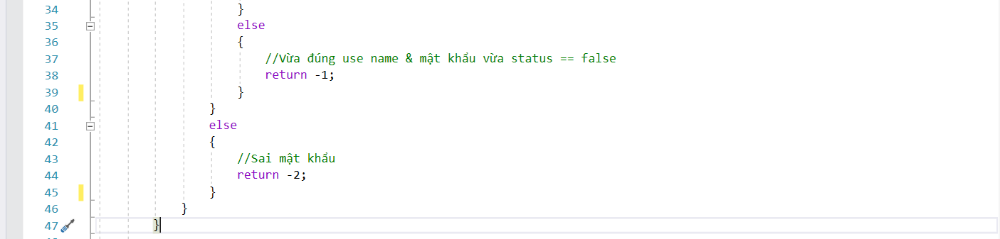 34 }
35 else
36 {
37 //Vừa đúng use name & mật khẩu vừa status == false
38 return -1;
39 }
40 }
41 else
42 {
43 //Sai mật khẩu
44 return -2;
45 }
46 }
47 }